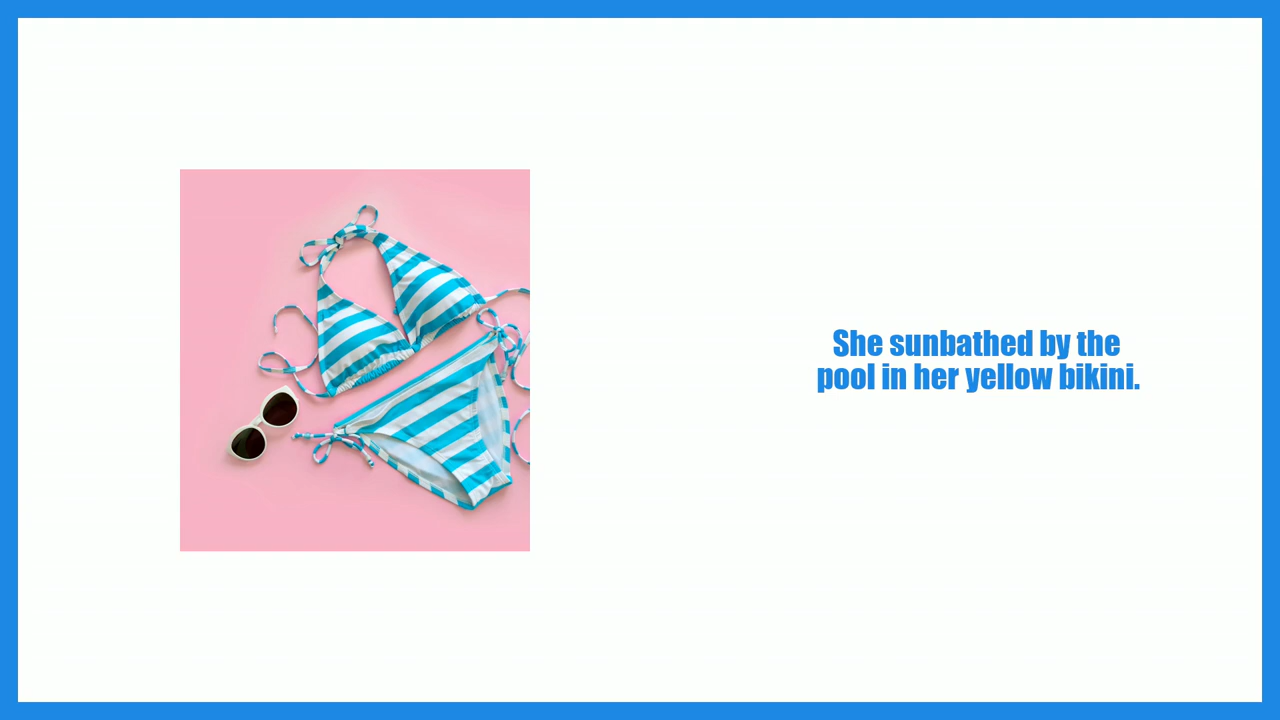 She sunbathed by the
pool in her yellow bikini.